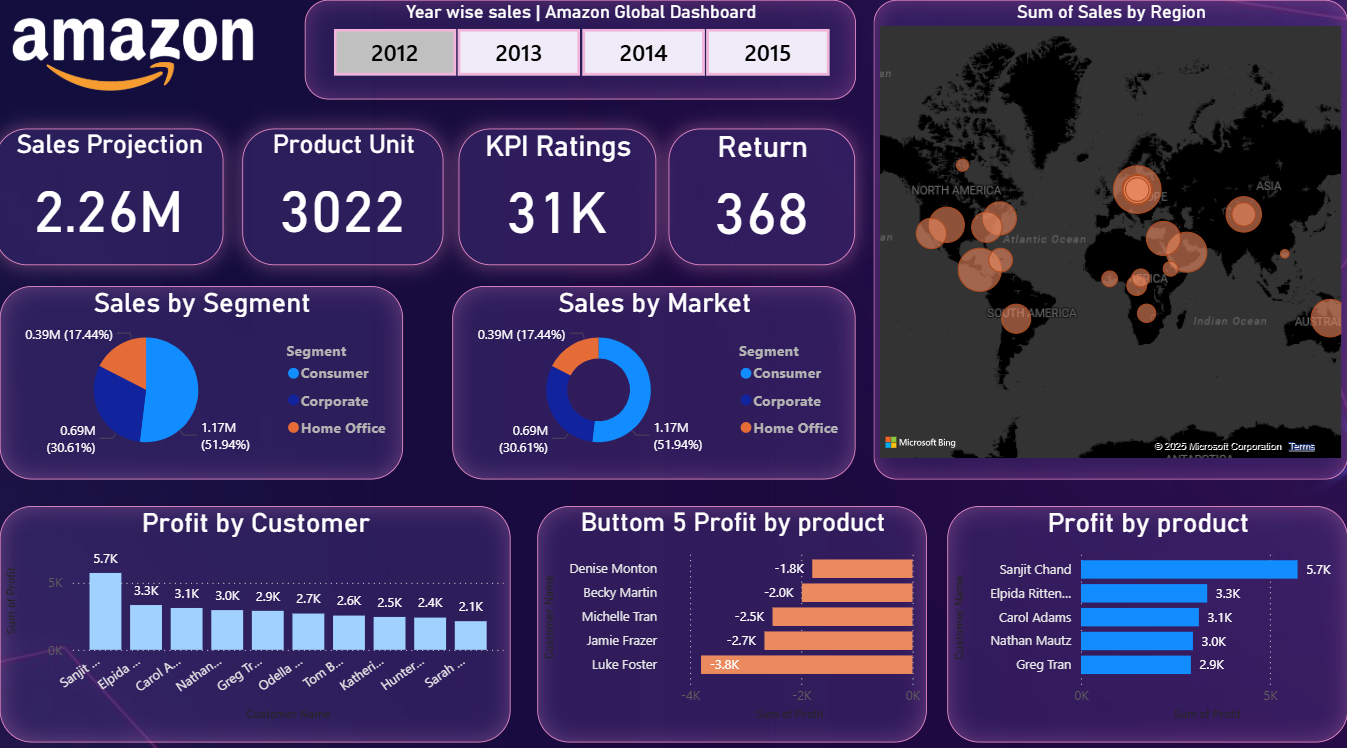 amazon
Year wise sales | Amazon Global Dashboard
2012
2013
2014
2015
Sales Projection
2.26M
Product Unit
3022
KPI Ratings
31K
Return
368
Sum of Sales by Region
an
NORTH AMERICA
OPE
ASIA
an
Atlantic Ocean
ICA
SOUTH AMERICA
Indian Ocean
AUSTRAL
Microsoft Bing
© 2025 Microsoft Corporation Terms
ANTARCTICA
Sales by Segment
0.39M (17.44%)
0.69M
(30.61%)
1.17M
(51.94%)
Segment
Consumer
Corporate
Home Office
Sales by Market
0.39M (17.44%)
0.69M
(30.61%)
1.17M
(51.94%)
Segment
Consumer
Corporate
Home Office
Profit by Customer
Sum of Profit
5K
0K
5.7K
3.3K
3.1K
3.0K
2.9K
2.7K
2.6K
2.5K
2.4K
2.1K
Sanjit ...
Elpida ...
Carol A...
Nathan...
Greg Tr...
Odella ...
Tom B...
Katheri...
Hunter...
Sarah ...
Customer Name
Buttom 5 Profit by product
Customer Name
Denise Monton
-1.8K
Becky Martin
-2.0K
Michelle Tran
-2.5K
Jamie Frazer
-2.7K
Luke Foster
-3.8K
-4K
-2K
0K
Sum of Profit
Profit by product
Customer Name
Sanjit Chand
5.7K
Elpida Ritten...
3.3K
Carol Adams
3.1K
Nathan Mautz
3.0K
Greg Tran
2.9K
0K
5K
Sum of Profit